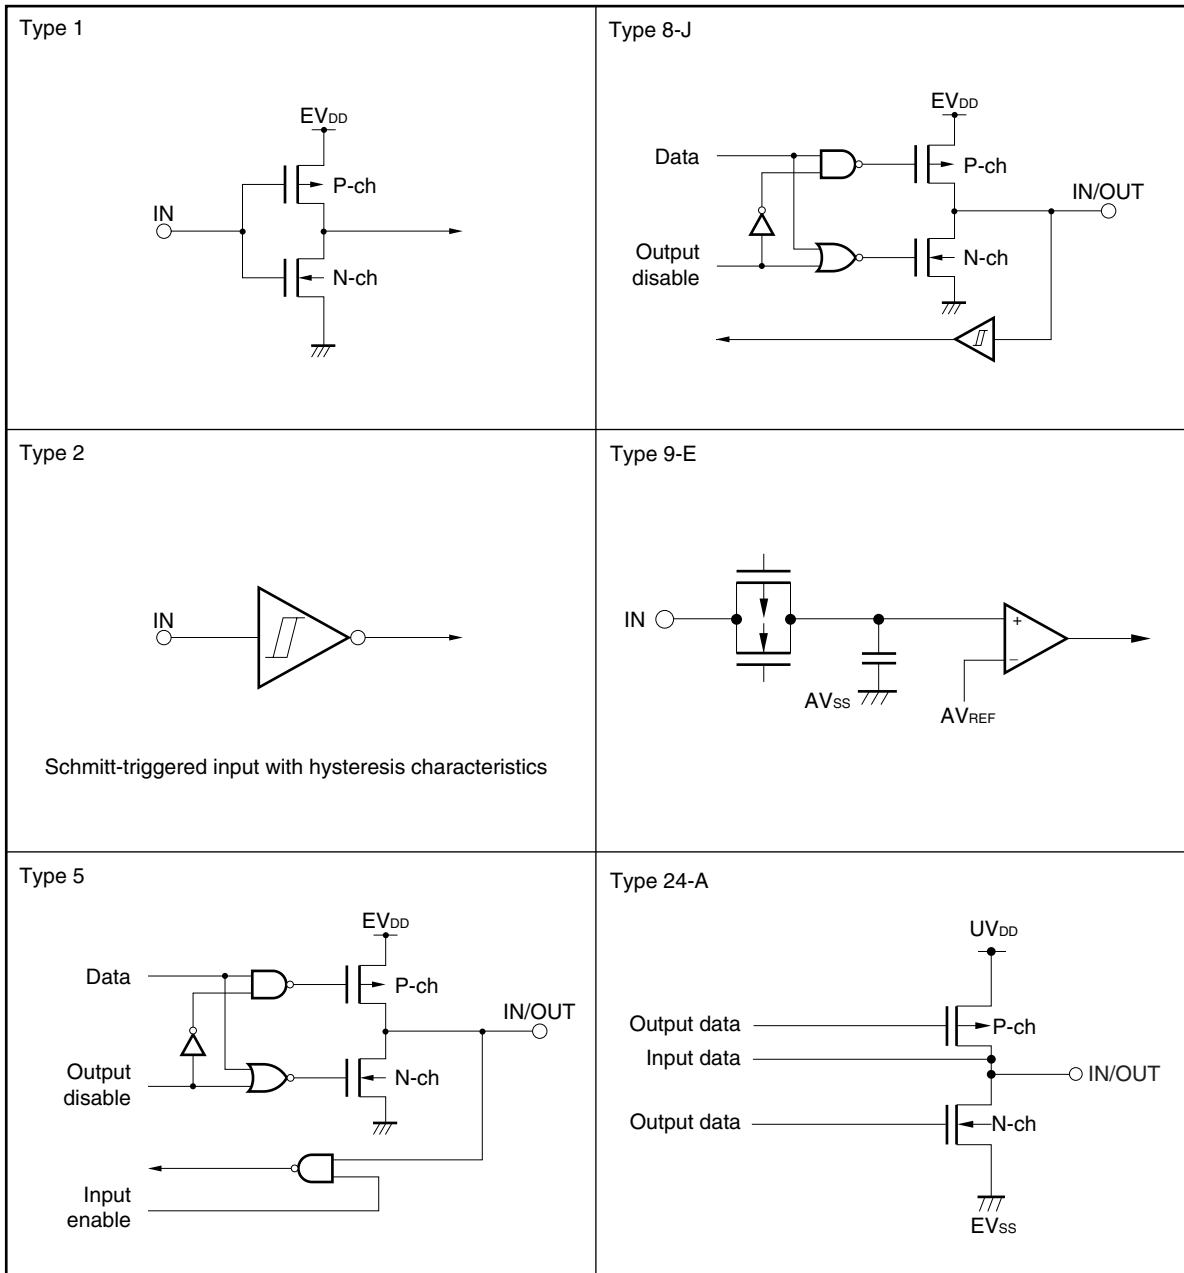 Type 1
EVDD
P-ch
IN
N-ch
Type 8-J
EVDD
Data
P-ch
IN/OUT
Output
disable
N-ch
Type 2
IN
Schmitt-triggered input with hysteresis characteristics
Type 9-E
IN
+
−
AVSS
AVREF
Type 5
EVDD
Data
P-ch
IN/OUT
Output
disable
N-ch
Input
enable
Type 24-A
UVDD
Output data
P-ch
Input data
IN/OUT
Output data
N-ch
EVSS